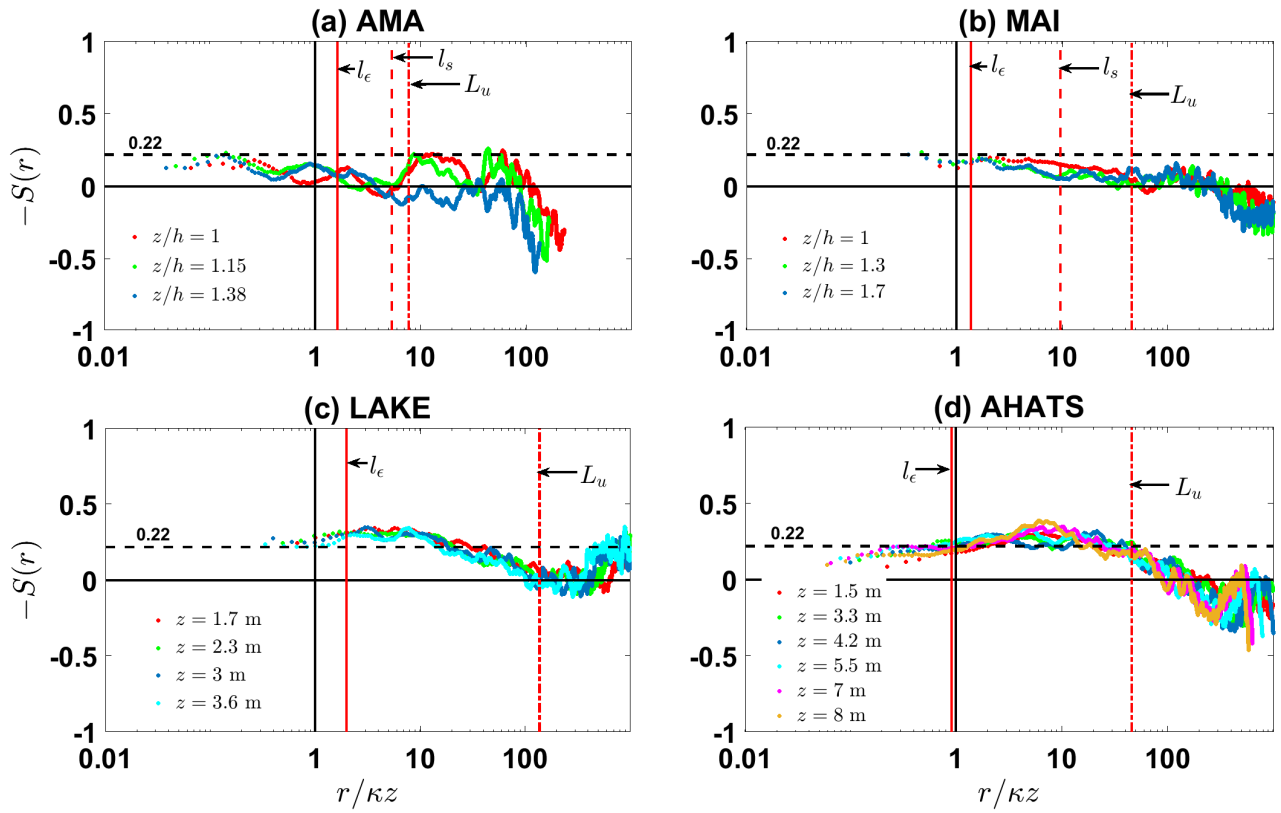 (a) AMA
1
0.5
0
-0.5
-1
−S(r)
0.22
l_ϵ
l_s
L_u
z/h = 1
z/h = 1.15
z/h = 1.38
0.01
1
10
100
(b) MAI
1
0.5
0
-0.5
-1
0.22
l_ϵ
l_s
L_u
z/h = 1
z/h = 1.3
z/h = 1.7
0.01
1
10
100
(c) LAKE
1
0.5
0
-0.5
-1
−S(r)
0.22
l_ϵ
L_u
z = 1.7 m
z = 2.3 m
z = 3 m
z = 3.6 m
0.01
1
10
100
r/κz
(d) AHATS
1
0.5
0
-0.5
-1
0.22
l_ϵ
L_u
z = 1.5 m
z = 3.3 m
z = 4.2 m
z = 5.5 m
z = 7 m
z = 8 m
0.01
1
10
100
r/κz